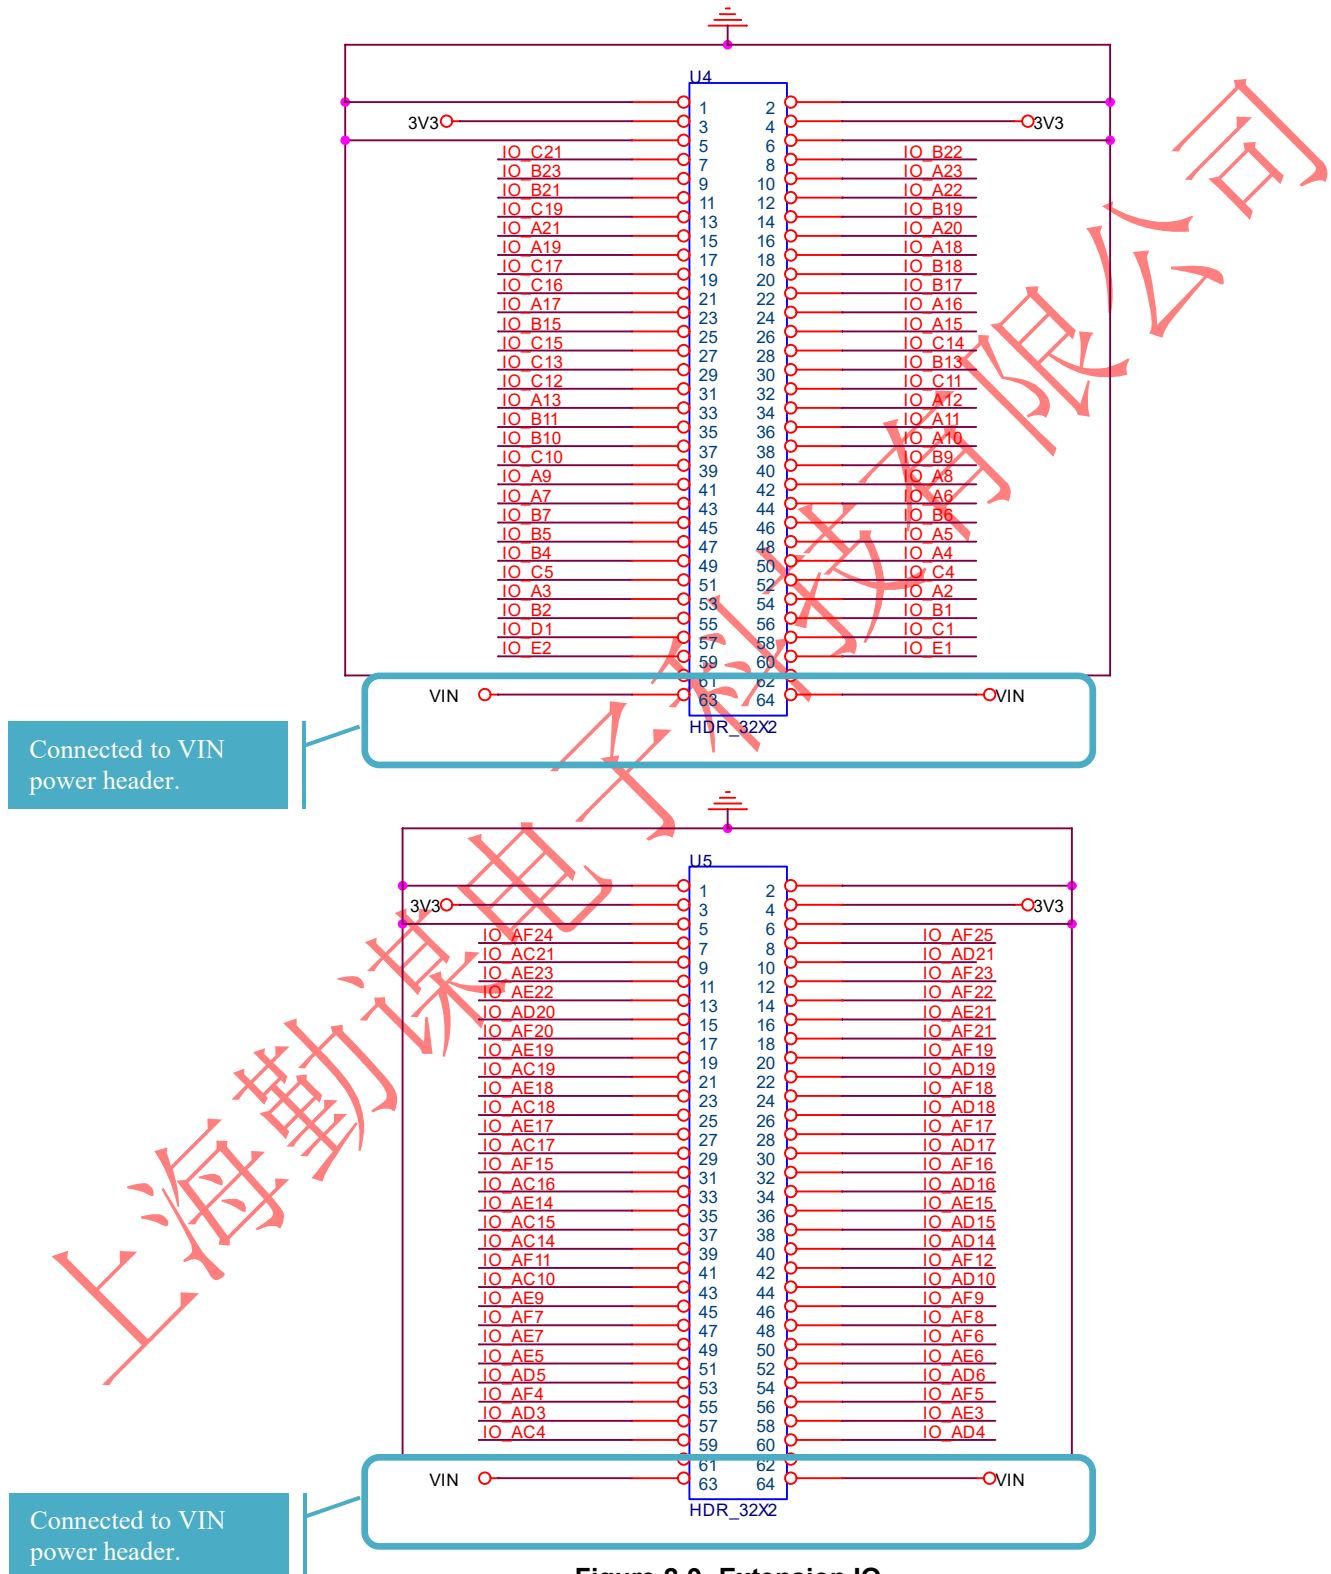 U4
1 2
3V3 3 4 3V3
5 6
IO_C21 7 8 IO_B22
IO_B23 9 10 IO_A23
IO_B21 11 12 IO_A22
IO_C19 13 14 IO_B19
IO_A21 15 16 IO_A20
IO_A19 17 18 IO_A18
IO_C17 19 20 IO_B18
IO_C16 21 22 IO_B17
IO_A17 23 24 IO_A16
IO_B15 25 26 IO_A15
IO_C15 27 28 IO_C14
IO_C13 29 30 IO_B13
IO_C12 31 32 IO_C11
IO_A13 33 34 IO_A12
IO_B11 35 36 IO_A11
IO_B10 37 38 IO_A10
IO_C10 39 40 IO_B9
IO_A9 41 42 IO_A8
IO_A7 43 44 IO_A6
IO_B7 45 46 IO_B6
IO_B5 47 48 IO_A5
IO_B4 49 50 IO_A4
IO_C5 51 52 IO_C4
IO_A3 53 54 IO_A2
IO_B2 55 56 IO_B1
IO_D1 57 58 IO_C1
IO_E2 59 60 IO_E1
61 62
VIN 63 64 VIN
HDR_32X2
Connected to VIN
power header.
U5
1 2
3V3 3 4 3V3
5 6
IO_AF24 7 8 IO_AF25
IO_AC21 9 10 IO_AD21
IO_AE23 11 12 IO_AF23
IO_AE22 13 14 IO_AF22
IO_AD20 15 16 IO_AE21
IO_AF20 17 18 IO_AF21
IO_AE19 19 20 IO_AF19
IO_AC19 21 22 IO_AD19
IO_AE18 23 24 IO_AF18
IO_AC18 25 26 IO_AD18
IO_AE17 27 28 IO_AF17
IO_AC17 29 30 IO_AD17
IO_AF15 31 32 IO_AF16
IO_AC16 33 34 IO_AD16
IO_AE14 35 36 IO_AE15
IO_AC15 37 38 IO_AD15
IO_AC14 39 40 IO_AD14
IO_AF11 41 42 IO_AF12
IO_AC10 43 44 IO_AD10
IO_AE9 45 46 IO_AF9
IO_AF7 47 48 IO_AF8
IO_AE7 49 50 IO_AF6
IO_AE5 51 52 IO_AE6
IO_AD5 53 54 IO_AD6
IO_AF4 55 56 IO_AF5
IO_AD3 57 58 IO_AE3
IO_AC4 59 60 IO_AD4
61 62
VIN 63 64 VIN
HDR_32X2
Connected to VIN
power header.
上海勤谋电子科技有限公司
Extension IO